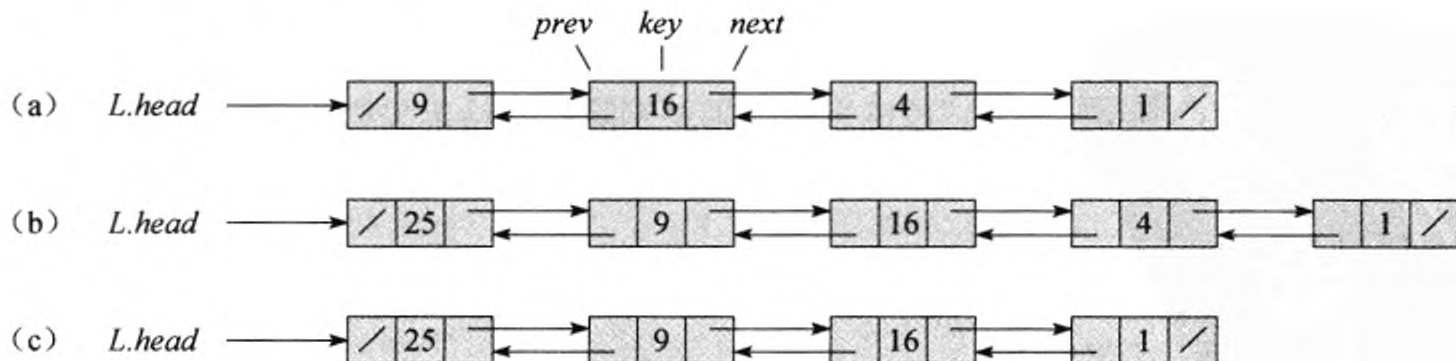 prev key next
（a） L.head / 9 16 4 1 /
（b） L.head / 25 9 16 4 1 /
（c） L.head / 25 9 16 1 /